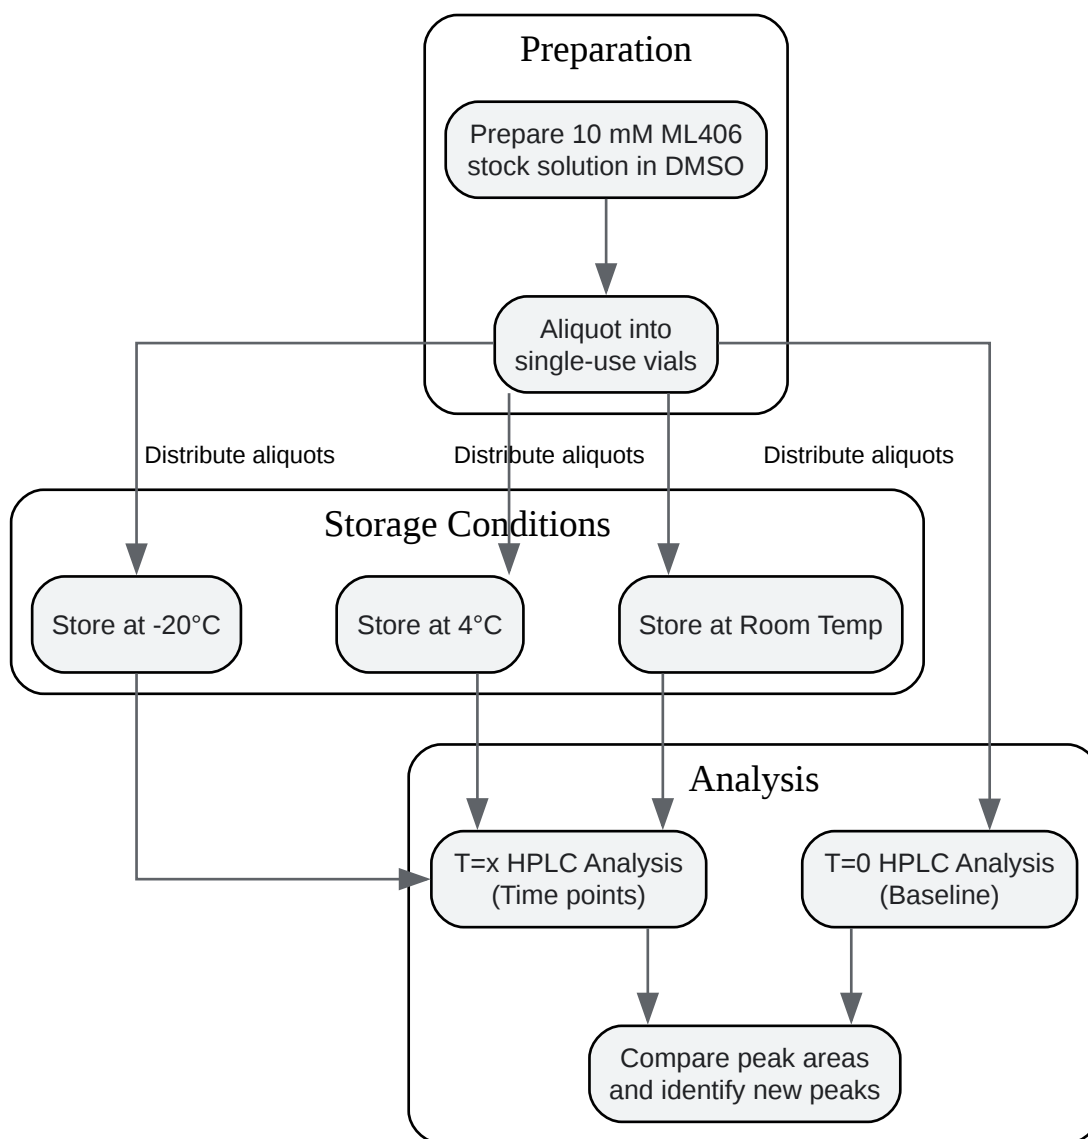 Preparation
Prepare 10 mM ML406
stock solution in DMSO
Aliquot into
single-use vials
Distribute aliquots
Distribute aliquots
Distribute aliquots
Storage Conditions
Store at -20°C
Store at 4°C
Store at Room Temp
Analysis
T=x HPLC Analysis
(Time points)
T=0 HPLC Analysis
(Baseline)
Compare peak areas
and identify new peaks